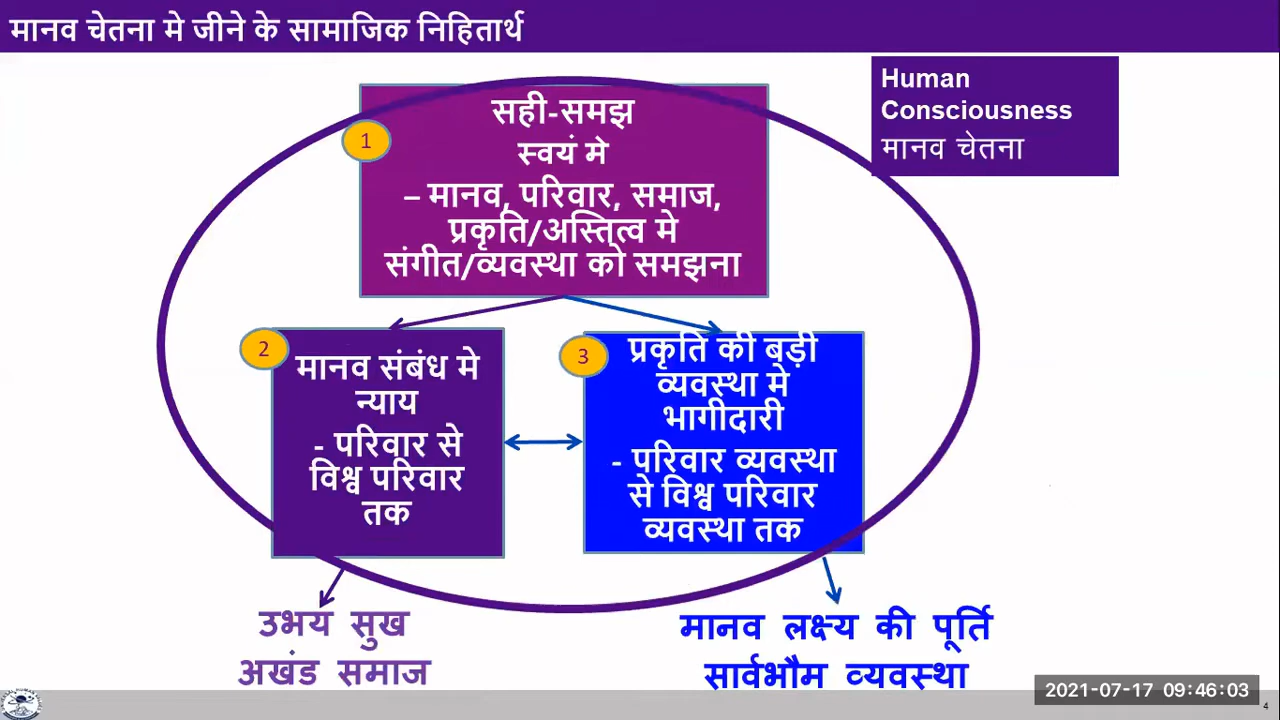 मानव चेतना मे जीने के सामाजिक निहितार्थ
Human
Consciousness
मानव चेतना
सही-समझ
1
स्वयं मे
– मानव, परिवार, समाज,
प्रकृति/अस्तित्व मे
संगीत/व्यवस्था को समझना
2
मानव संबंध मे
न्याय
- परिवार से
विश्व परिवार
तक
3
प्रकृति की बड़ी
व्यवस्था मे
भागीदारी
- परिवार व्यवस्था
से विश्व परिवार
व्यवस्था तक
उभय सुख
अखंड समाज
मानव लक्ष्य की पूर्ति
सार्वभौम व्यवस्था
2021-07-17 09:46:03
4